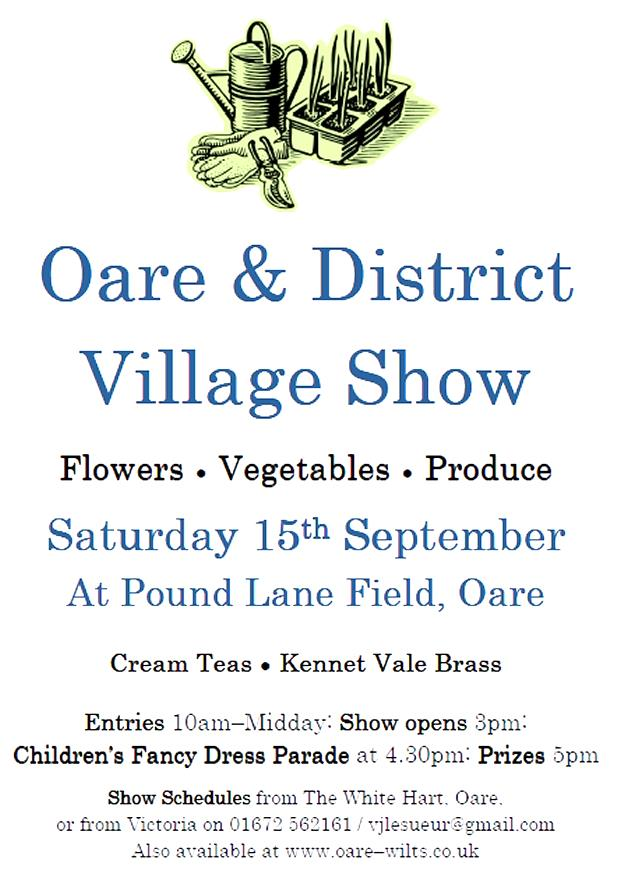 Oare & District
Village Show
Flowers • Vegetables • Produce
Saturday 15th September
At Pound Lane Field, Oare
Cream Teas • Kennet Vale Brass
Entries 10am–Midday: Show opens 3pm:
Children's Fancy Dress Parade at 4.30pm: Prizes 5pm
Show Schedules from The White Hart, Oare,
or from Victoria on 01672 562161 / vjlesueur@gmail.com
Also available at www.oare–wilts.co.uk